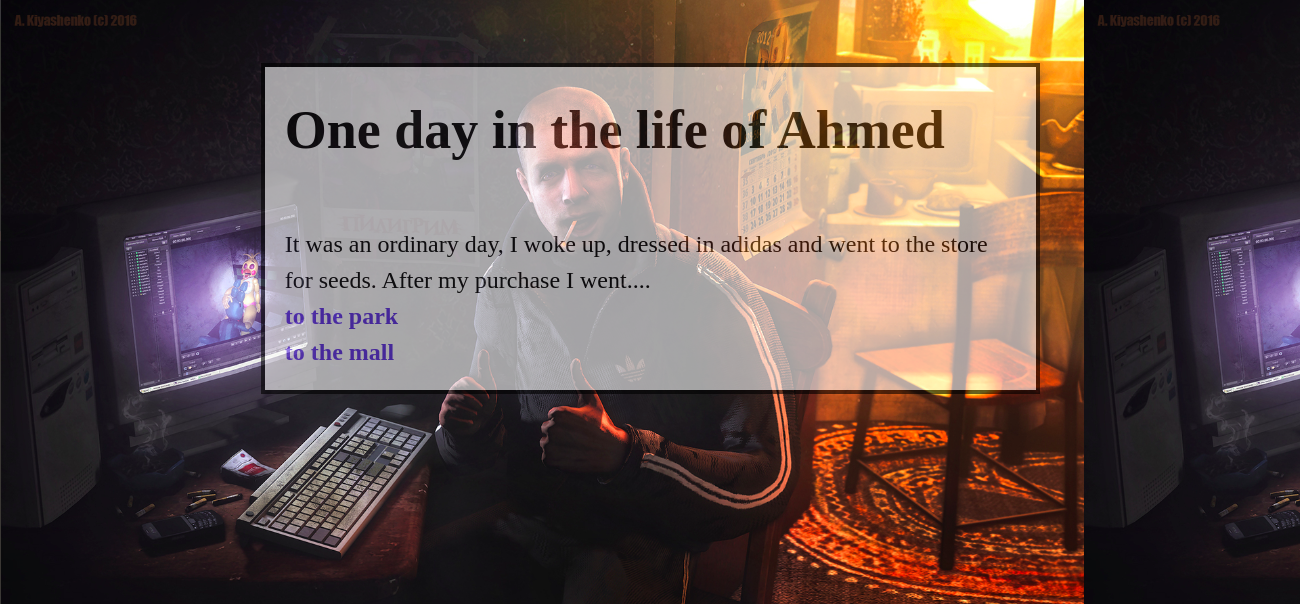 A. Kiyashenko (c) 2016
A. Kiyashenko (c) 2016
One day in the life of Ahmed
It was an ordinary day, I woke up, dressed in adidas and went to the store
for seeds. After my purchase I went....
to the park
to the mall
2012
ПИЛИГРИМ